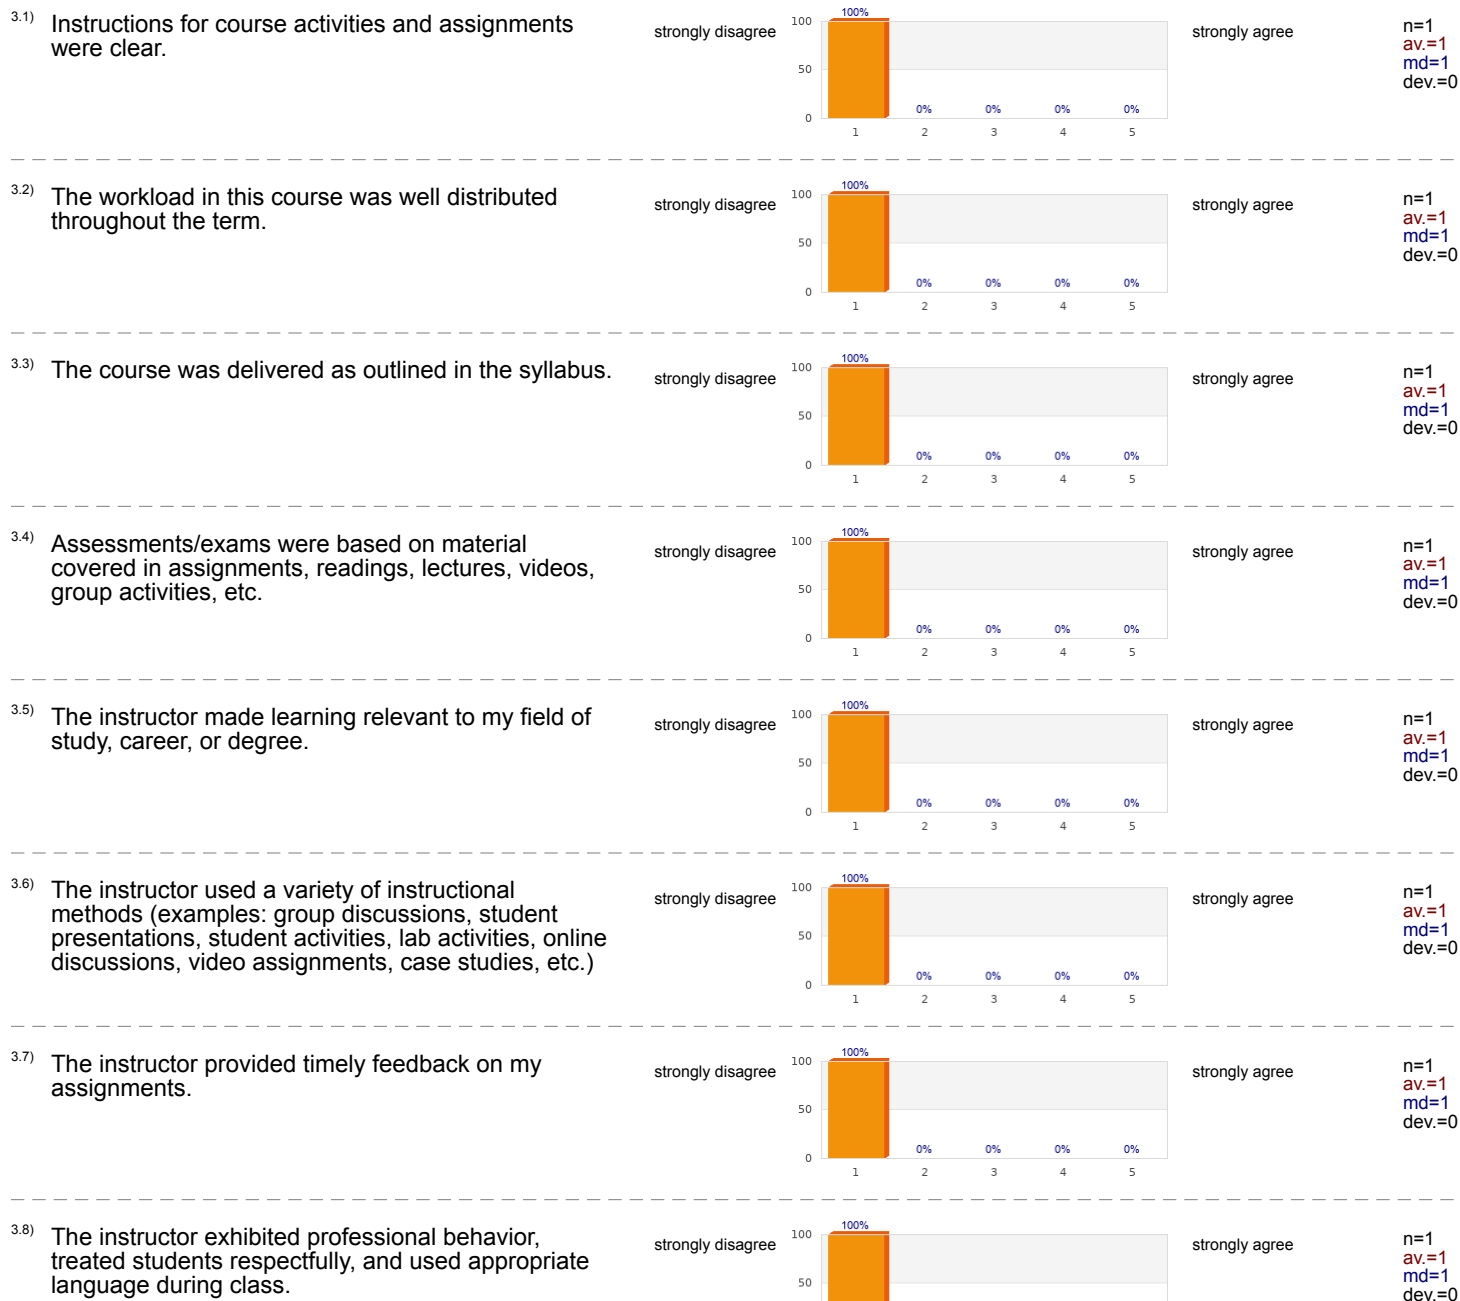 3.1) Instructions for course activities and assignments
were clear.
strongly disagree
100
50
0
100%
0%
0%
0%
0%
1
2
3
4
5
strongly agree
n=1
av.=1
md=1
dev.=0
3.2) The workload in this course was well distributed
throughout the term.
strongly disagree
100
50
0
100%
0%
0%
0%
0%
1
2
3
4
5
strongly agree
n=1
av.=1
md=1
dev.=0
3.3) The course was delivered as outlined in the syllabus.
strongly disagree
100
50
0
100%
0%
0%
0%
0%
1
2
3
4
5
strongly agree
n=1
av.=1
md=1
dev.=0
3.4) Assessments/exams were based on material
covered in assignments, readings, lectures, videos,
group activities, etc.
strongly disagree
100
50
0
100%
0%
0%
0%
0%
1
2
3
4
5
strongly agree
n=1
av.=1
md=1
dev.=0
3.5) The instructor made learning relevant to my field of
study, career, or degree.
strongly disagree
100
50
0
100%
0%
0%
0%
0%
1
2
3
4
5
strongly agree
n=1
av.=1
md=1
dev.=0
3.6) The instructor used a variety of instructional
methods (examples: group discussions, student
presentations, student activities, lab activities, online
discussions, video assignments, case studies, etc.)
strongly disagree
100
50
0
100%
0%
0%
0%
0%
1
2
3
4
5
strongly agree
n=1
av.=1
md=1
dev.=0
3.7) The instructor provided timely feedback on my
assignments.
strongly disagree
100
50
0
100%
0%
0%
0%
0%
1
2
3
4
5
strongly agree
n=1
av.=1
md=1
dev.=0
3.8) The instructor exhibited professional behavior,
treated students respectfully, and used appropriate
language during class.
strongly disagree
100
50
100%
strongly agree
n=1
av.=1
md=1
dev.=0